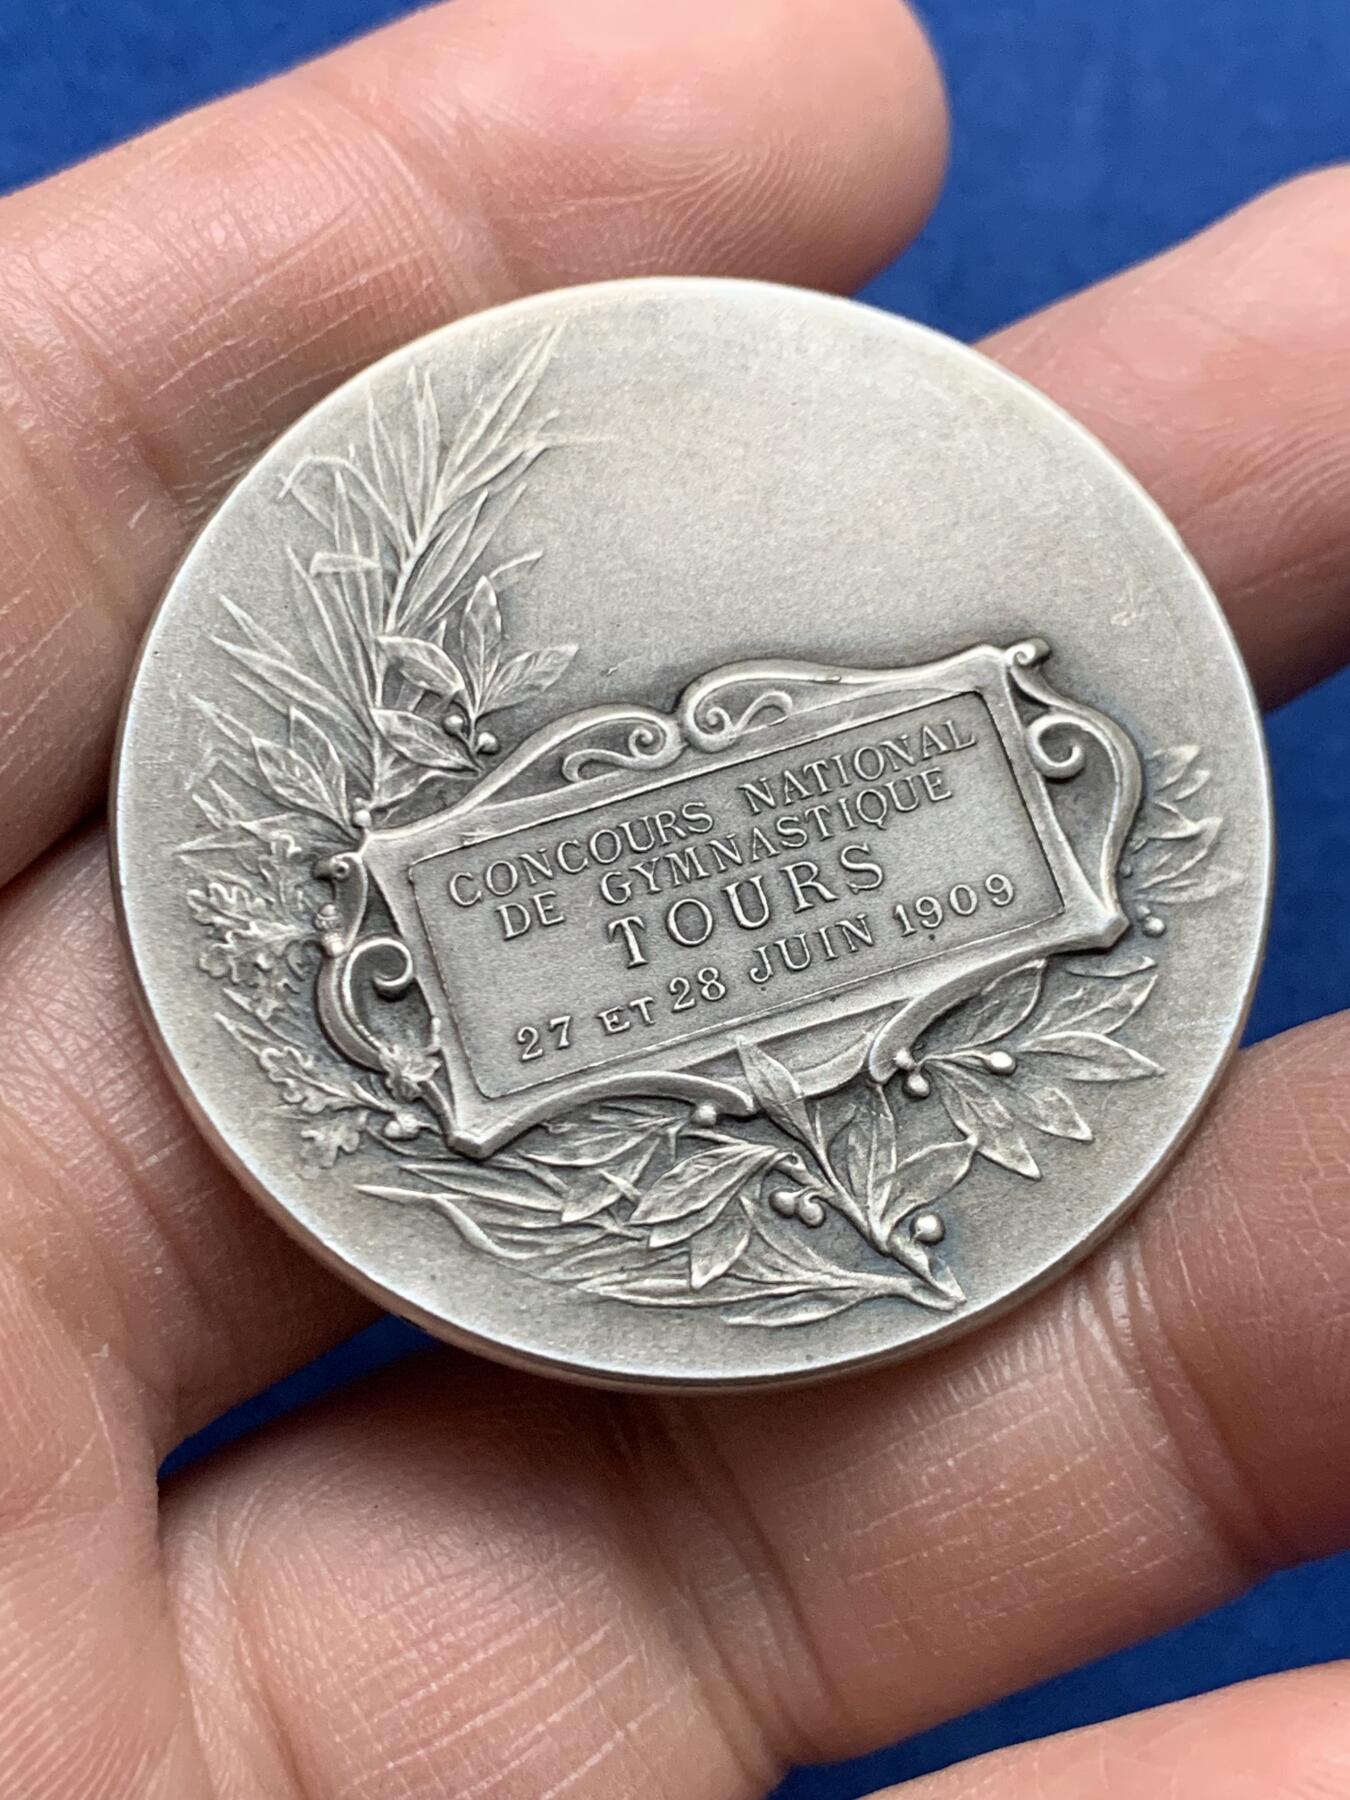 CONCOURS NATIONAL
DE GYMNASTIQUE
TOURS
27 ET 28 JUIN 1909